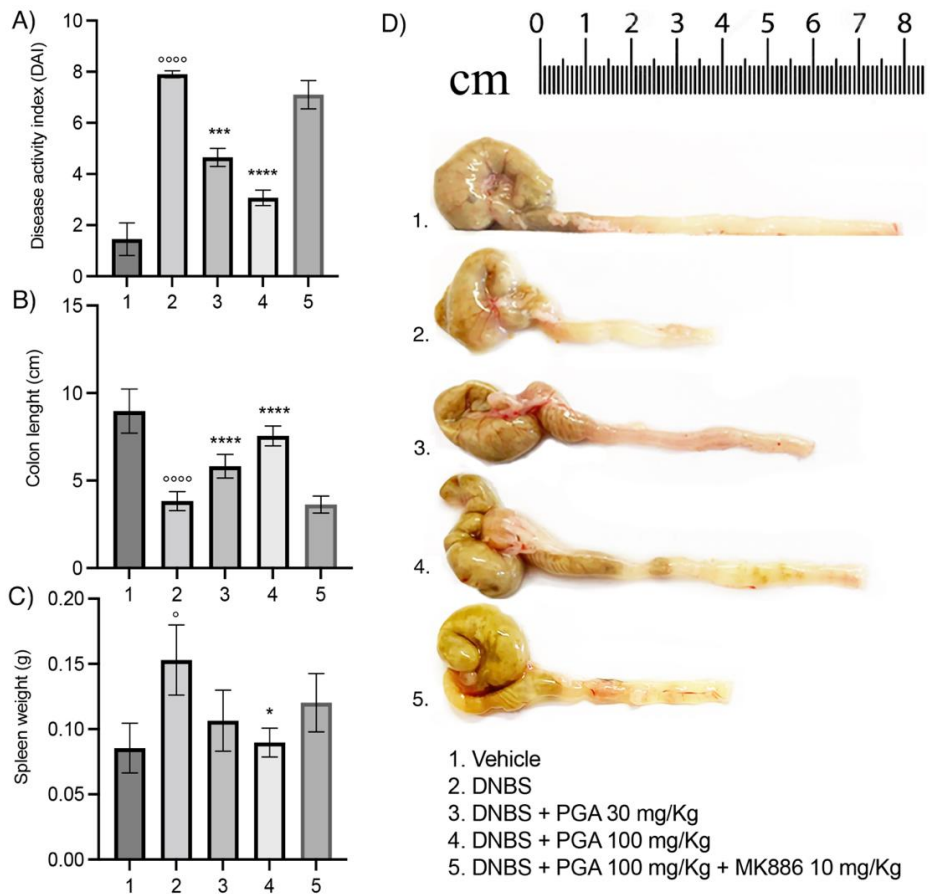 A)
Disease activity index (DAI)
10
8
6
4
2
0
°°°°
***
****
1 2 3 4 5
B)
Colon lenght (cm)
15
10
5
0
°°°°
****
****
1 2 3 4 5
C)
Spleen weight (g)
0.20
0.15
0.10
0.05
0.00
°
*
1 2 3 4 5
D)
0 1 2 3 4 5 6 7 8
cm
1.
2.
3.
4.
5.
1. Vehicle
2. DNBS
3. DNBS + PGA 30 mg/Kg
4. DNBS + PGA 100 mg/Kg
5. DNBS + PGA 100 mg/Kg + MK886 10 mg/Kg